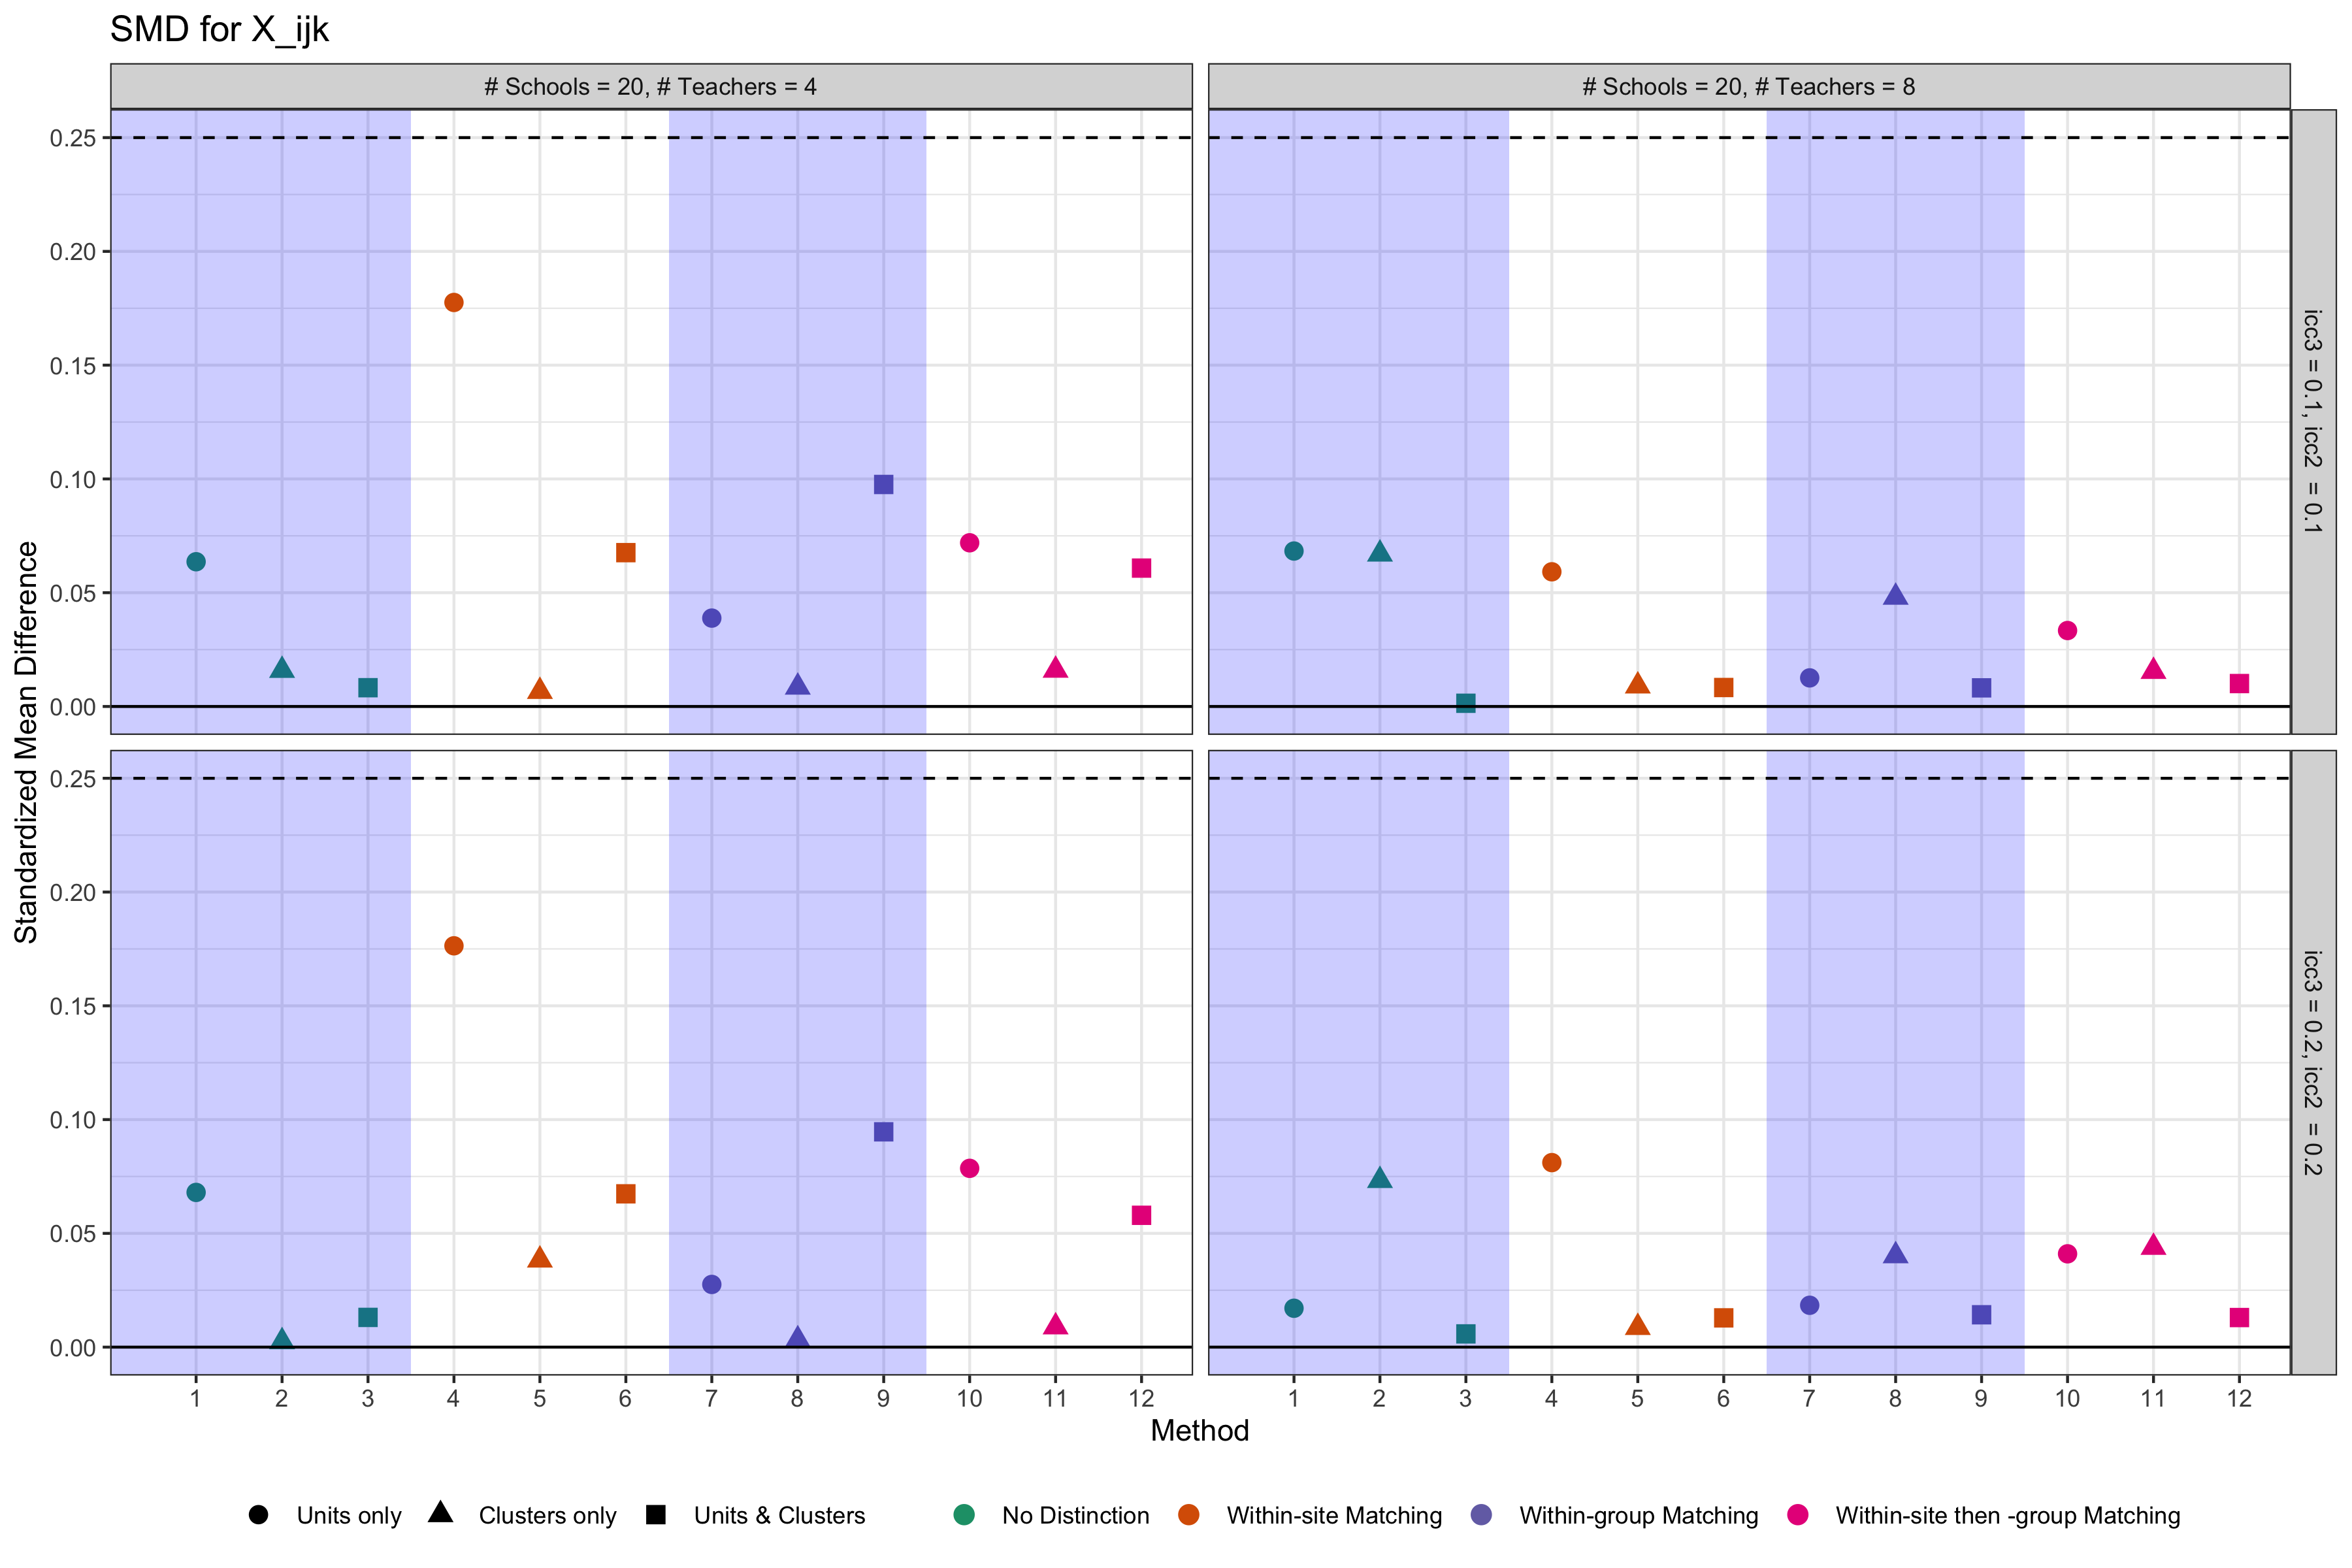 SMD for X_ijk
# Schools = 20, # Teachers = 4
# Schools = 20, # Teachers = 8
0.25
0.20
0.15
0.10
0.05
0.00
icc3 = 0.1, icc2 = 0.1
Standardized Mean Difference
0.25
0.20
0.15
0.10
0.05
0.00
icc3 = 0.2, icc2 = 0.2
1 2 3 4 5 6 7 8 9 10 11 12
1 2 3 4 5 6 7 8 9 10 11 12
Method
Units only Clusters only Units & Clusters No Distinction Within-site Matching Within-group Matching Within-site then -group Matching